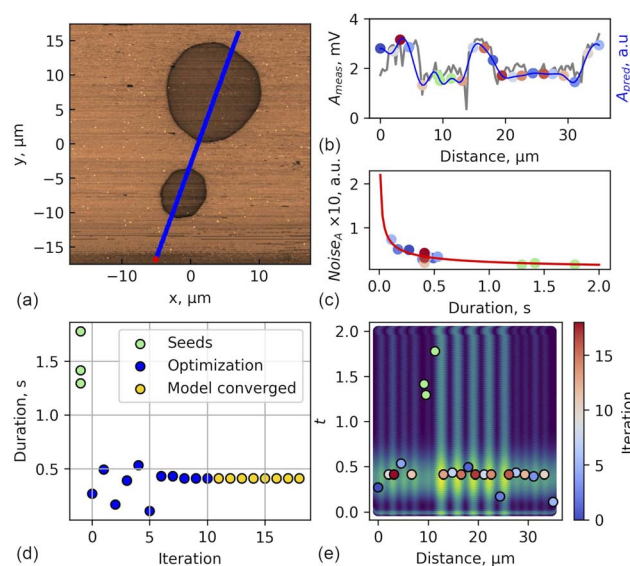 15
10
5
0
−5
−10
−15
y, μm
−10 0 10
x, μm
(a)
A_meas, mV
4
2
0
A_pred, a.u
0 10 20 30
Distance, μm
(b)
Noise_A ×10, a.u.
2
1
0.0 0.5 1.0 1.5 2.0
Duration, s
(c)
Duration, s
1.5
1.0
0.5
Seeds
Optimization
Model converged
0 5 10 15
Iteration
(d)
t
2.0
1.5
1.0
0.5
0.0
0 10 20 30
Distance, μm
(e)
15
10
5
0
Iteration